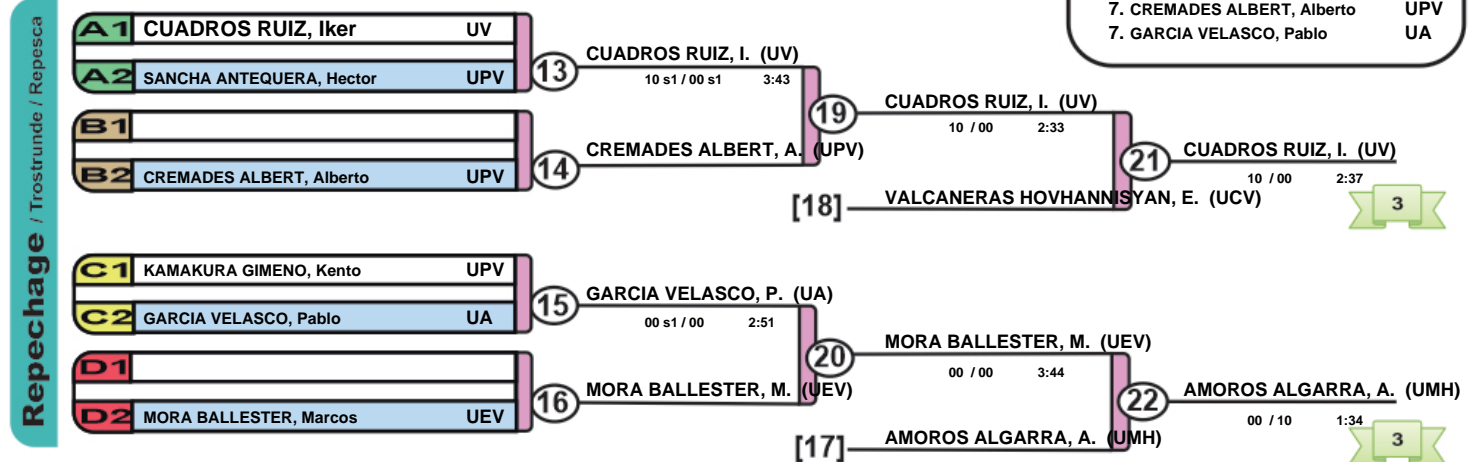 7. CREMADES ALBERT, Alberto UPV
7. GARCIA VELASCO, Pablo UA
Repechage / Trostrunde / Repesca
A1 CUADROS RUIZ, Iker UV
A2 SANCHA ANTEQUERA, Hector UPV
13
CUADROS RUIZ, I. (UV)
10 s1 / 00 s1 3:43
B1
B2 CREMADES ALBERT, Alberto UPV
14
CREMADES ALBERT, A. (UPV)
19
CUADROS RUIZ, I. (UV)
10 / 00 2:33
[18] VALCANERAS HOVHANNISYAN, E. (UCV)
21
CUADROS RUIZ, I. (UV)
10 / 00 2:37
3
C1 KAMAKURA GIMENO, Kento UPV
C2 GARCIA VELASCO, Pablo UA
15
GARCIA VELASCO, P. (UA)
00 s1 / 00 2:51
D1
D2 MORA BALLESTER, Marcos UEV
16
MORA BALLESTER, M. (UEV)
20
MORA BALLESTER, M. (UEV)
00 / 00 3:44
[17] AMOROS ALGARRA, A. (UMH)
22
AMOROS ALGARRA, A. (UMH)
00 / 10 1:34
3